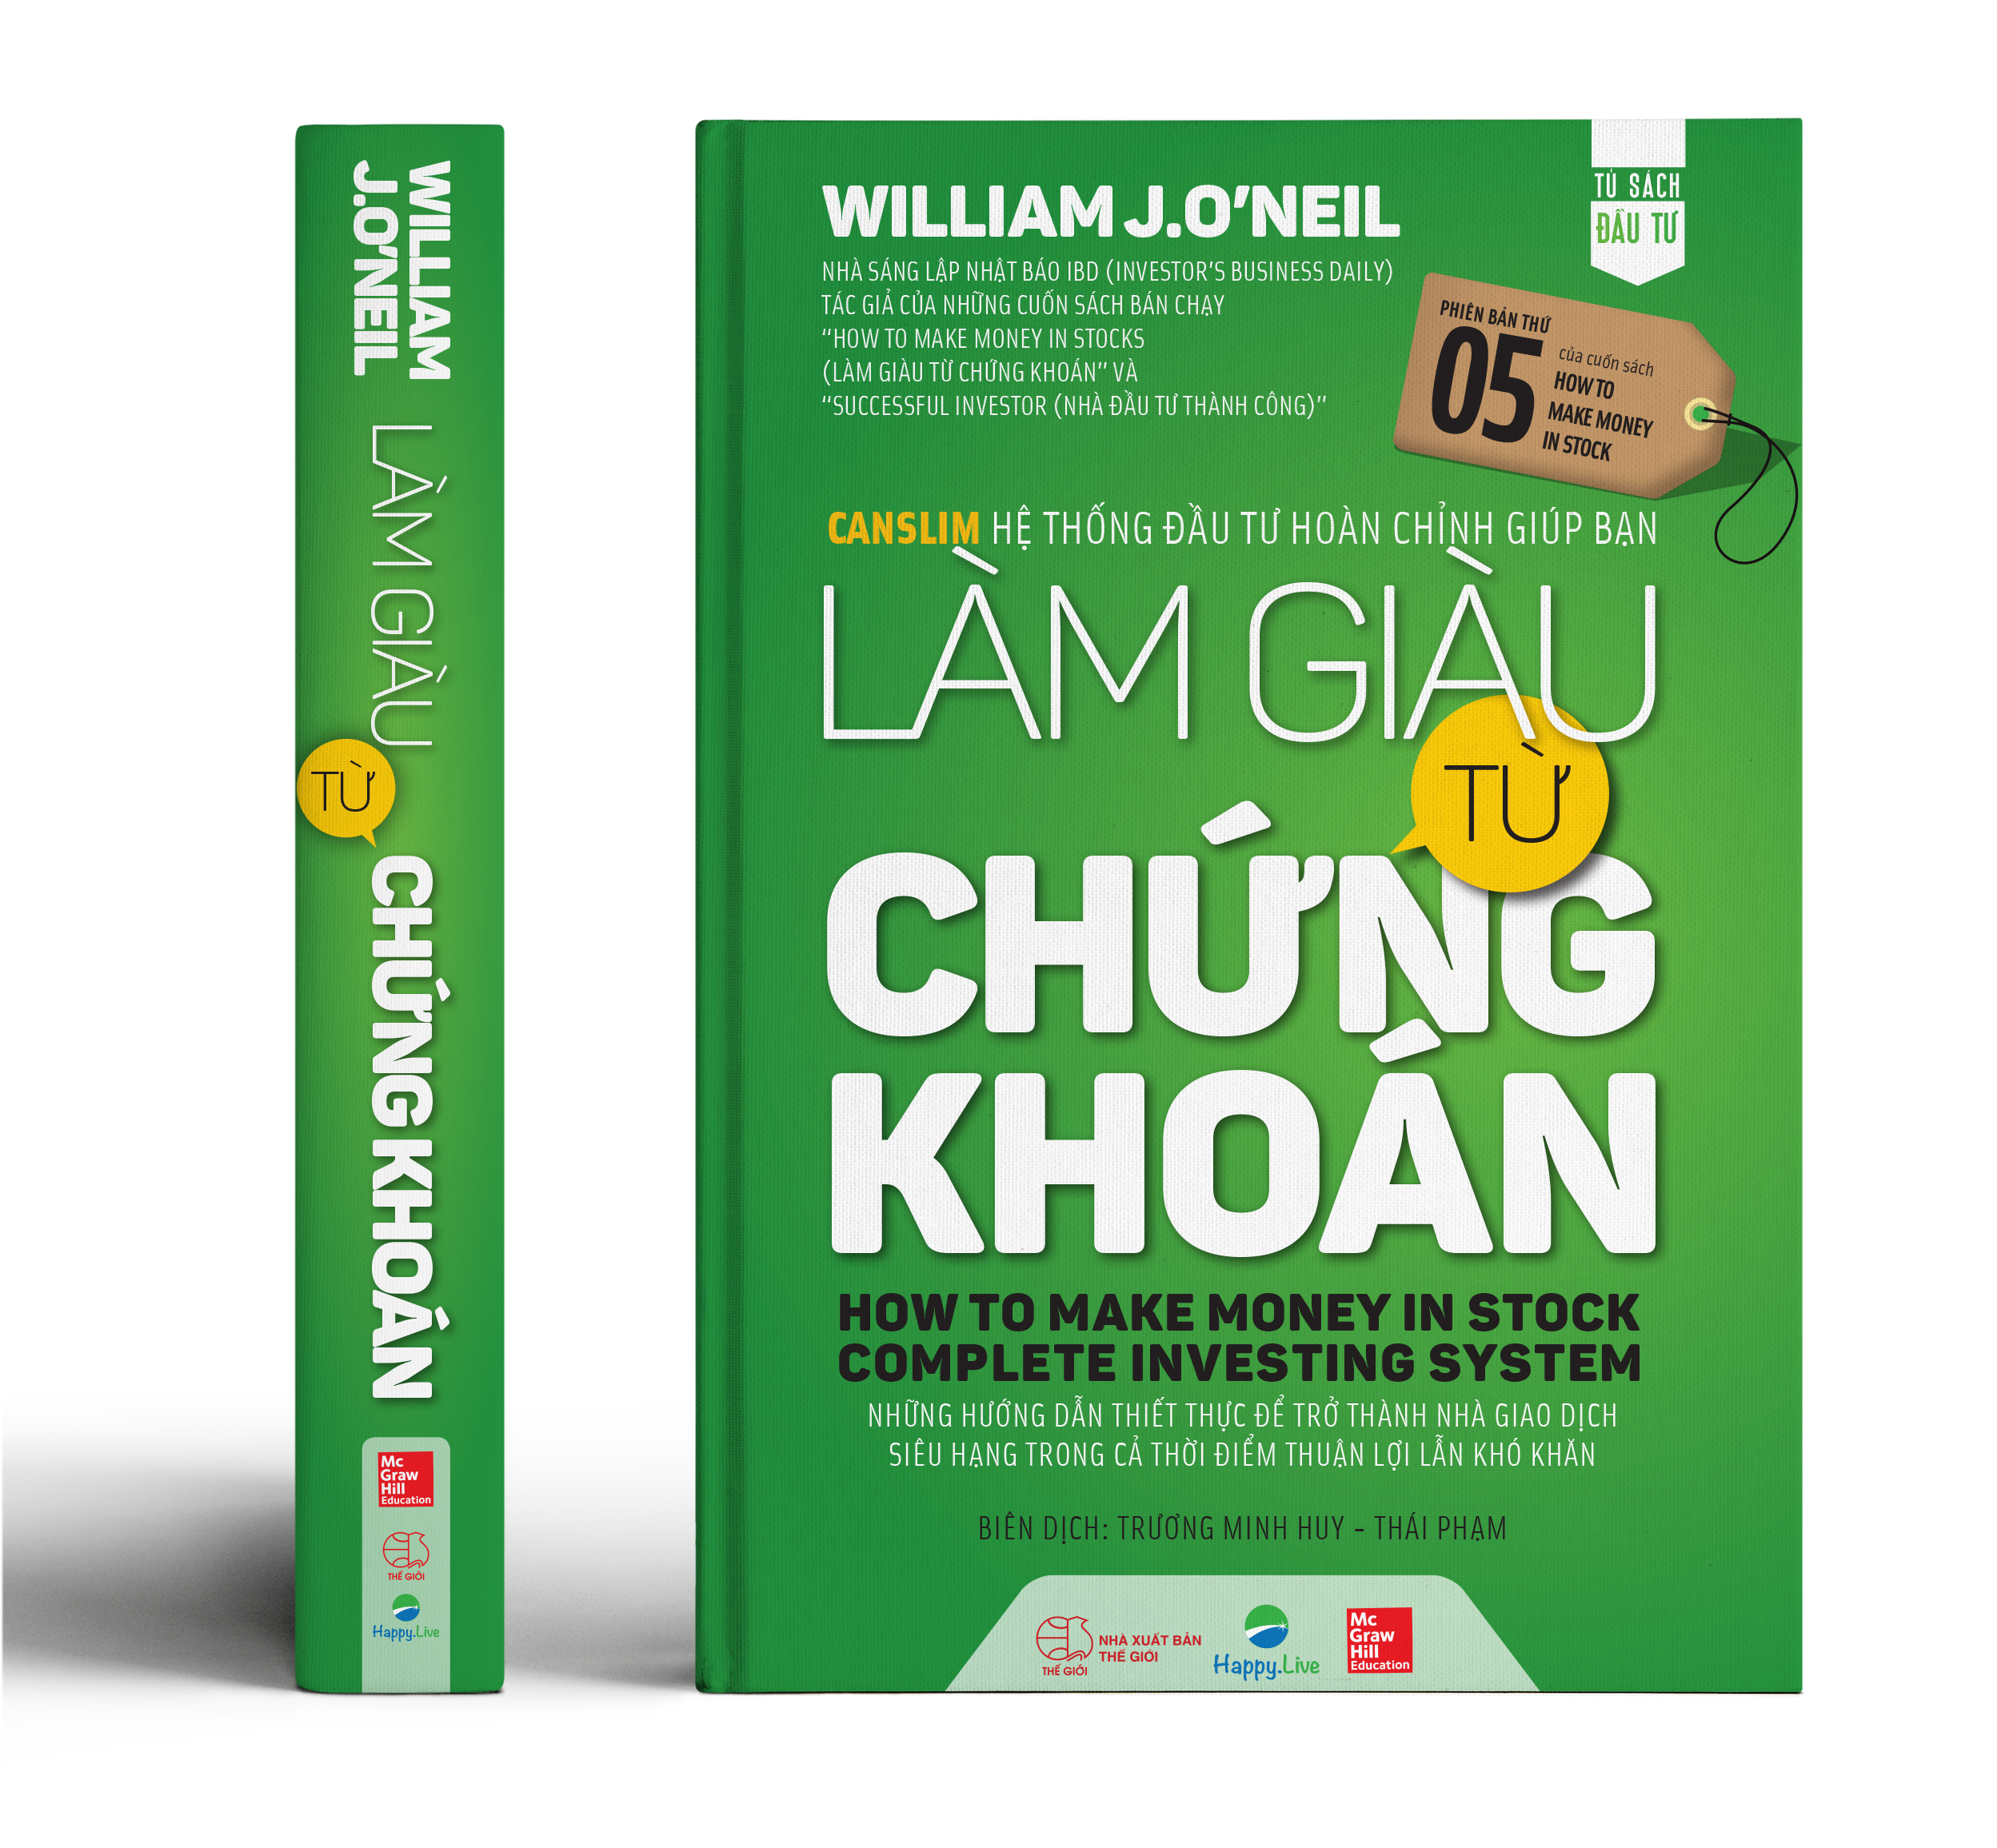 WILLIAM
J.O'NEIL
LÀM GIÀU
TỪ
CHỨNG KHOÁN
Mc
Graw
Hill
Education
THẾ GIỚI
Happy.Live
TỦ SÁCH
ĐẦU TƯ
WILLIAM J.O'NEIL
NHÀ SÁNG LẬP NHẬT BÁO IBD (INVESTOR'S BUSINESS DAILY)
TÁC GIẢ CỦA NHỮNG CUỐN SÁCH BÁN CHẠY
“HOW TO MAKE MONEY IN STOCKS
(LÀM GIÀU TỪ CHỨNG KHOÁN” VÀ
“SUCCESSFUL INVESTOR (NHÀ ĐẦU TƯ THÀNH CÔNG)”
PHIÊN BẢN THỨ
05
của cuốn sách
HOW TO
MAKE MONEY
IN STOCK
CANSLIM HỆ THỐNG ĐẦU TƯ HOÀN CHỈNH GIÚP BẠN
LÀM GIÀU
TỪ
CHỨNG
KHOÁN
HOW TO MAKE MONEY IN STOCK
COMPLETE INVESTING SYSTEM
NHỮNG HƯỚNG DẪN THIẾT THỰC ĐỂ TRỞ THÀNH NHÀ GIAO DỊCH
SIÊU HẠNG TRONG CẢ THỜI ĐIỂM THUẬN LỢI LẪN KHÓ KHĂN
BIÊN DỊCH: TRƯƠNG MINH HUY – THÁI PHẠM
THẾ GIỚI
NHÀ XUẤT BẢN
THẾ GIỚI
Happy.Live
Mc
Graw
Hill
Education